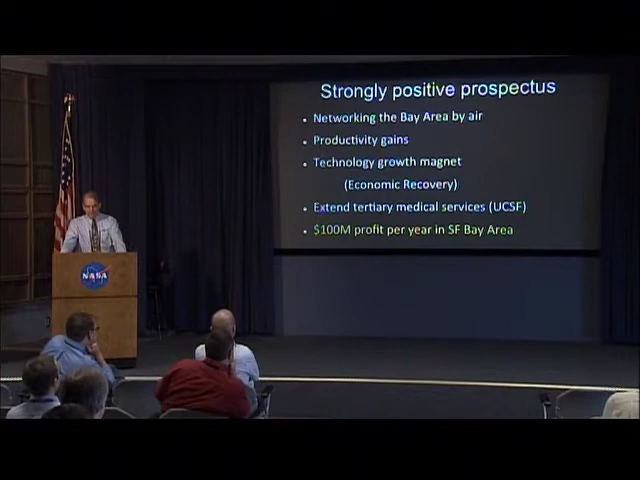 Strongly positive prospectus
• Networking the Bay Area by air
• Productivity gains
• Technology growth magnet
(Economic Recovery)
• Extend tertiary medical services (UCSF)
• $100M profit per year in SF Bay Area
NASA